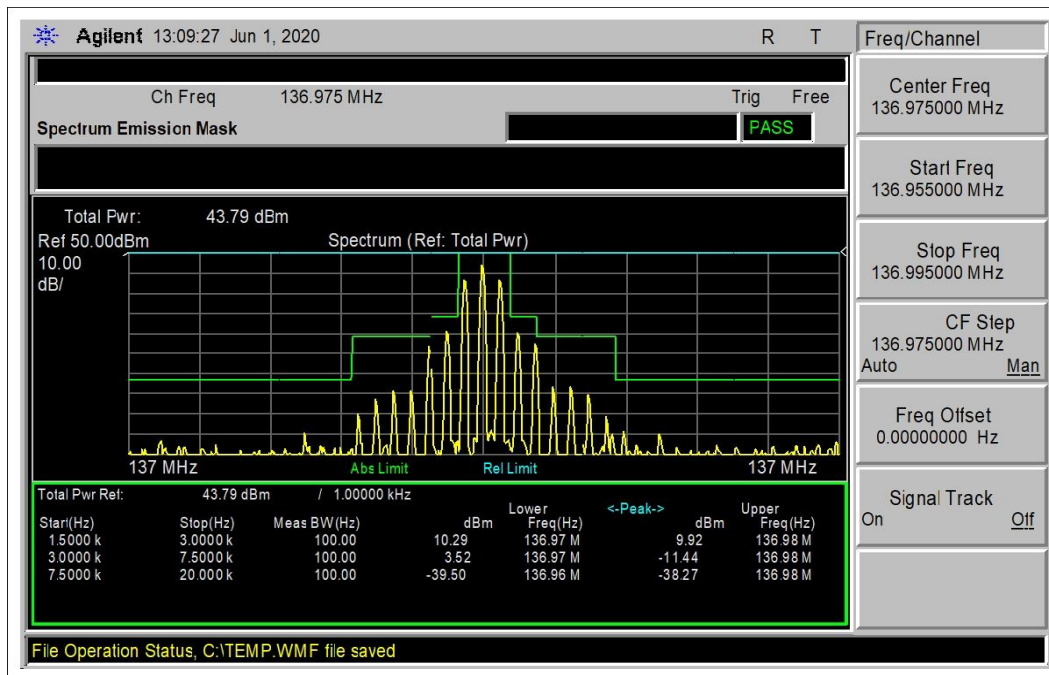 Agilent 13:09:27 Jun 1, 2020 R T
Freq/Channel
Ch Freq 136.975 MHz Trig Free
Spectrum Emission Mask PASS
Center Freq
136.975000 MHz
Start Freq
136.955000 MHz
Stop Freq
136.995000 MHz
CF Step
136.975000 MHz
Auto Man
Freq Offset
0.00000000 Hz
Signal Track
On Off
Total Pwr: 43.79 dBm
Ref 50.00dBm Spectrum (Ref: Total Pwr)
10.00
dB/
137 MHz Abs Limit Rel Limit 137 MHz
Total Pwr Ref: 43.79 dBm / 1.00000 kHz
Lower <-Peak-> Upper
Start(Hz) Stop(Hz) Meas BW(Hz) dBm Freq(Hz) dBm Freq(Hz)
1.5000 k 3.0000 k 100.00 10.29 136.97 M 9.92 136.98 M
3.0000 k 7.5000 k 100.00 3.52 136.97 M -11.44 136.98 M
7.5000 k 20.000 k 100.00 -39.50 136.96 M -38.27 136.98 M
File Operation Status, C:\TEMP.WMF file saved